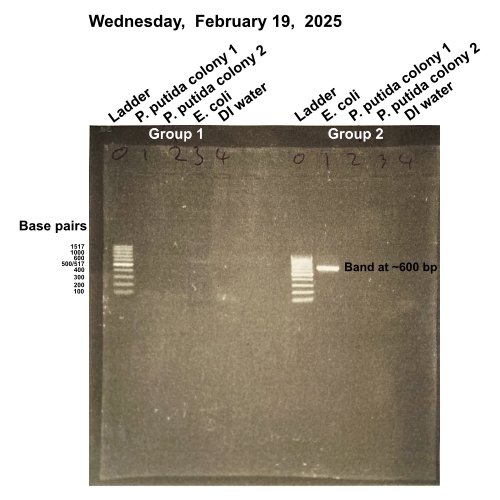 Wednesday, February 19, 2025
Ladder
P. putida colony 1
P. putida colony 2
E. coli
DI water
Ladder
E. coli
P. putida colony 1
P. putida colony 2
DI water
Group 1
Group 2
0 1 2 3 4
0 1 2 3 4
Base pairs
1517
1000
600
500/517
400
300
200
100
Band at ~600 bp